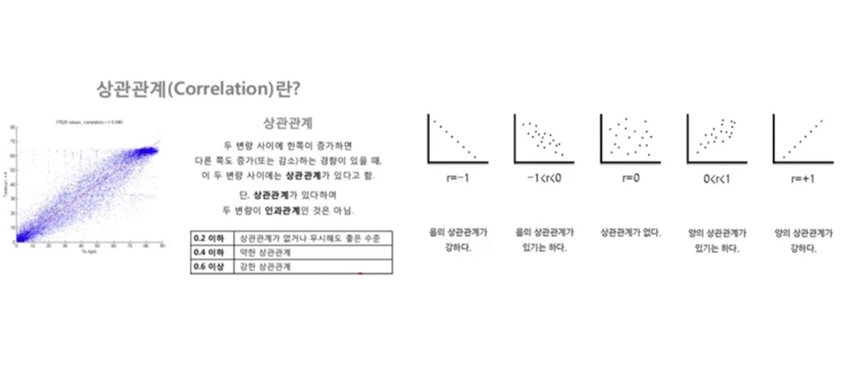 상관관계(Correlation)란?
상관관계
두 변량 사이에 한쪽이 증가하면
다른 쪽도 증가(또는 감소)하는 경향이 있을 때,
이 두 변량 사이에는 상관관계가 있다고 함.
단, 상관관계가 있다하여
두 변량이 인과관계인 것은 아님.
0.2 이하 상관관계가 없거나 무시해도 좋은 수준
0.4 이하 약한 상관관계
0.6 이상 강한 상관관계
r=-1 -1<r<0 r=0 0<r<1 r=+1
음의 상관관계가 강하다.
음의 상관관계가 있기는 하다.
상관관계가 없다.
양의 상관관계가 있기는 하다.
양의 상관관계가 강하다.